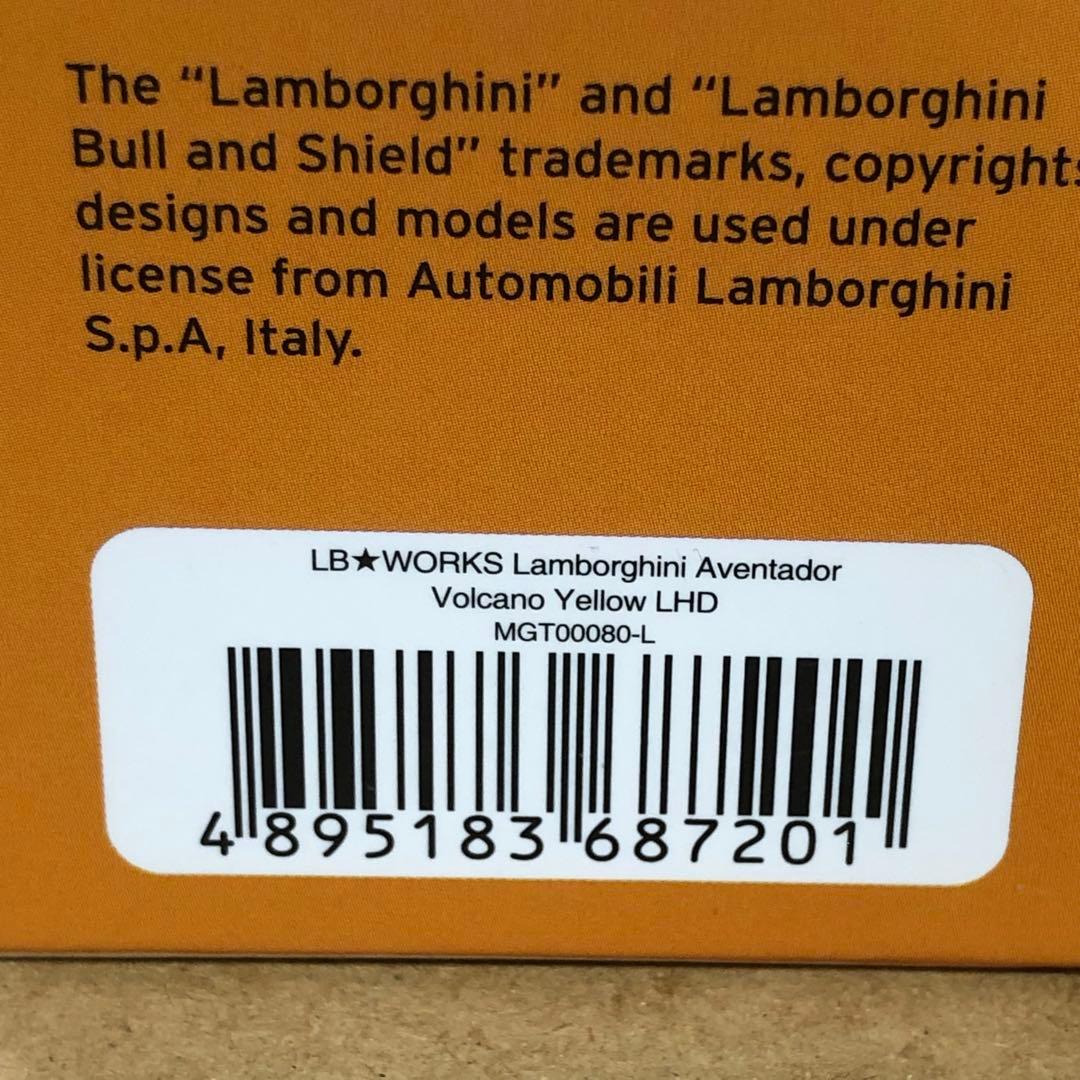 The “Lamborghini” and “Lamborghini
Bull and Shield” trademarks, copyrights
designs and models are used under
license from Automobili Lamborghini
S.p.A, Italy.
LB★WORKS Lamborghini Aventador
Volcano Yellow LHD
MGT00080-L
4 895183 687201